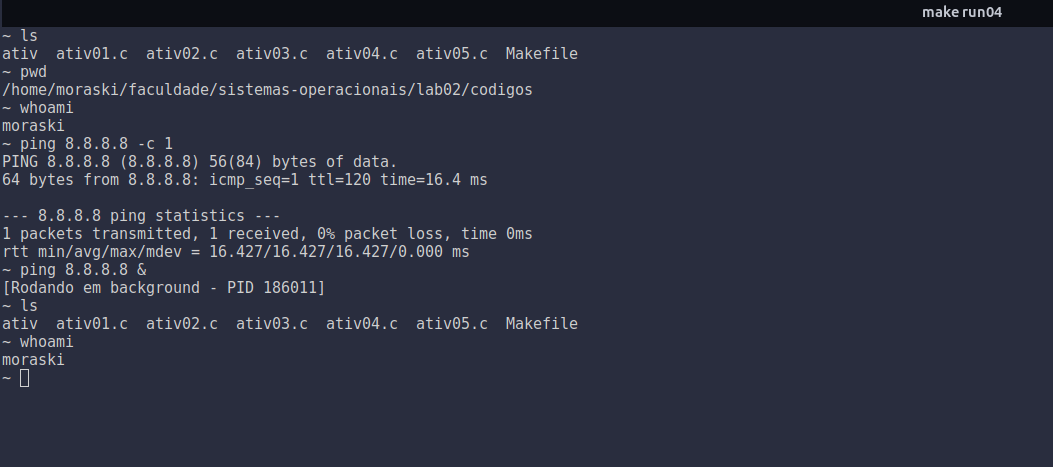 make run04
~ ls
ativ  ativ01.c  ativ02.c  ativ03.c  ativ04.c  ativ05.c  Makefile
~ pwd
/home/moraski/faculdade/sistemas-operacionais/lab02/codigos
~ whoami
moraski
~ ping 8.8.8.8 -c 1
PING 8.8.8.8 (8.8.8.8) 56(84) bytes of data.
64 bytes from 8.8.8.8: icmp_seq=1 ttl=120 time=16.4 ms

--- 8.8.8.8 ping statistics ---
1 packets transmitted, 1 received, 0% packet loss, time 0ms
rtt min/avg/max/mdev = 16.427/16.427/16.427/0.000 ms
~ ping 8.8.8.8 &
[Rodando em background - PID 186011]
~ ls
ativ  ativ01.c  ativ02.c  ativ03.c  ativ04.c  ativ05.c  Makefile
~ whoami
moraski
~